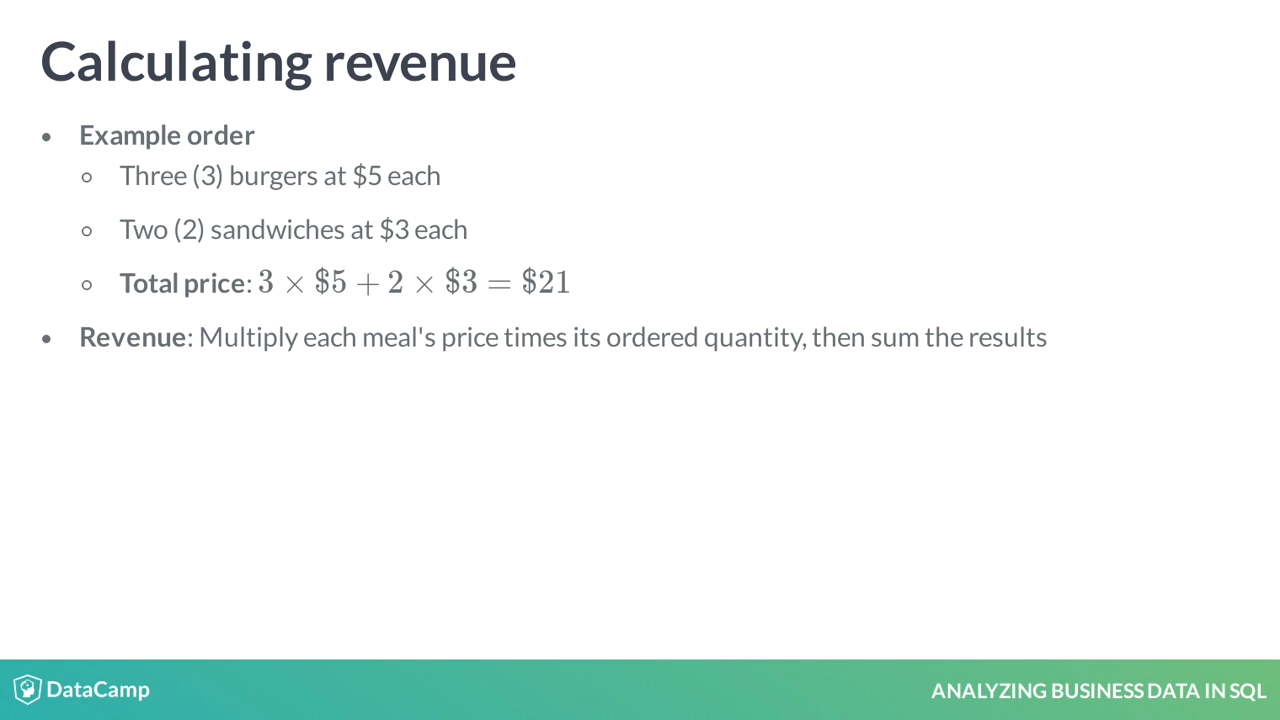 Calculating revenue
• Example order
○ Three (3) burgers at $5 each
○ Two (2) sandwiches at $3 each
○ Total price: 3 × $5 + 2 × $3 = $21
• Revenue: Multiply each meal's price times its ordered quantity, then sum the results
DataCamp
ANALYZING BUSINESS DATA IN SQL